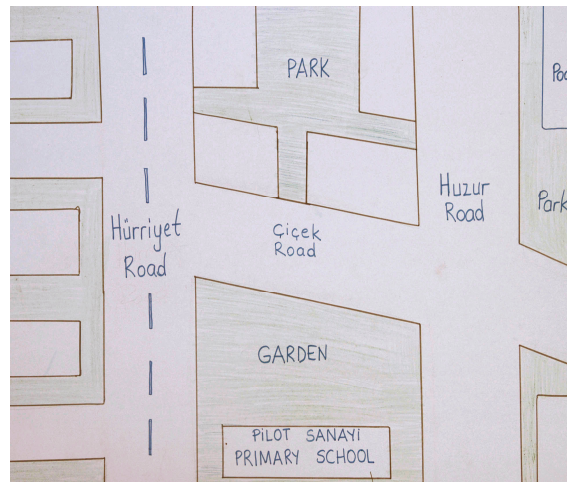 PARK
Huzur
Road
Park
Hürriyet
Road
Çiçek
Road
GARDEN
PİLOT SANAYİ
PRIMARY SCHOOL